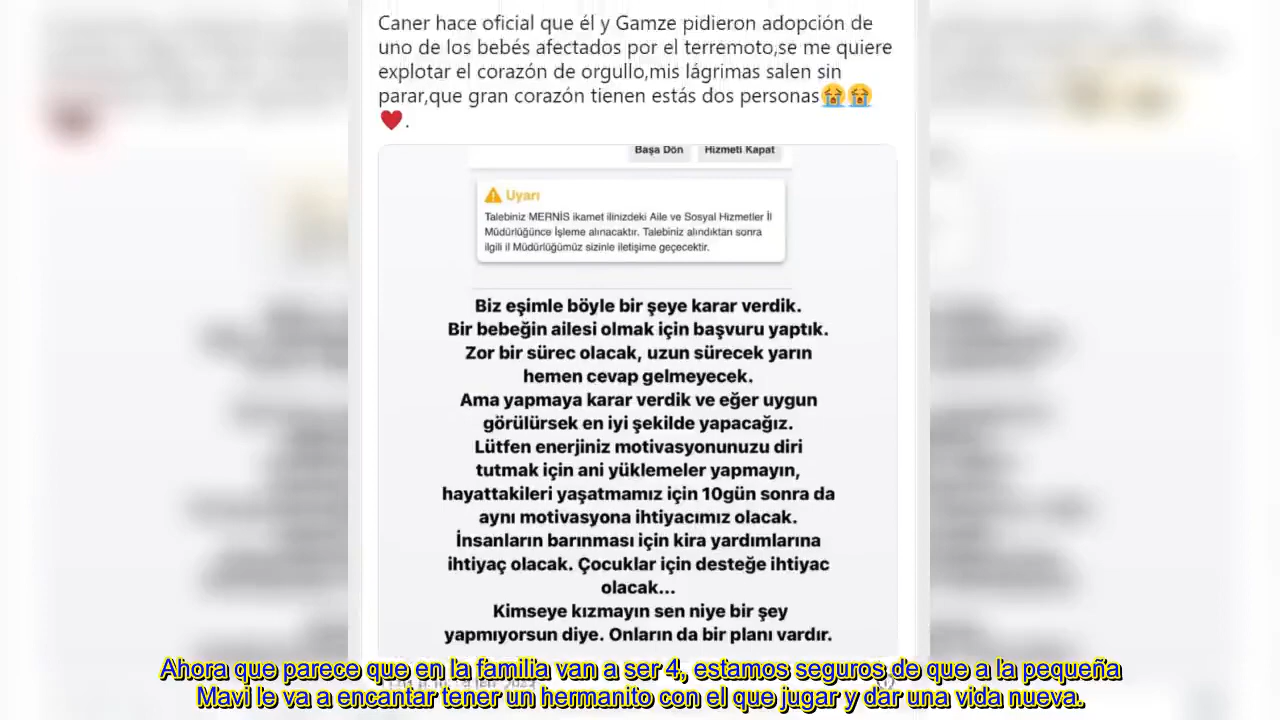 Caner hace oficial que él y Gamze pidieron adopción de
uno de los bebés afectados por el terremoto,se me quiere
explotar el corazón de orgullo,mis lágrimas salen sin
parar,que gran corazón tienen estás dos personas😭😭
❤️.
Başa Dön Hizmeti Kapat
Uyarı
Talebiniz MERNİS ikamet ilinizdeki Aile ve Sosyal Hizmetler İl
Müdürlüğünce İşleme alınacaktır. Talebiniz alındıktan sonra
ilgili il Müdürlüğümüz sizinle iletişime geçecektir.
Biz eşimle böyle bir şeye karar verdik.
Bir bebeğin ailesi olmak için başvuru yaptık.
Zor bir sürec olacak, uzun sürecek yarın
hemen cevap gelmeyecek.
Ama yapmaya karar verdik ve eğer uygun
görülürsek en iyi şekilde yapacağız.
Lütfen enerjiniz motivasyonunuzu diri
tutmak için ani yüklemeler yapmayın,
hayattakileri yaşatmamız için 10gün sonra da
aynı motivasyona ihtiyacımız olacak.
İnsanların barınması için kira yardımlarına
ihtiyaç olacak. Çocuklar için desteğe ihtiyac
olacak...
Kimseye kızmayın sen niye bir şey
yapmıyorsun diye. Onların da bir planı vardır.
Ahora que parece que en la familia van a ser 4, estamos seguros de que a la pequeña
Mavi le va a encantar tener un hermanito con el que jugar y dar una vida nueva.